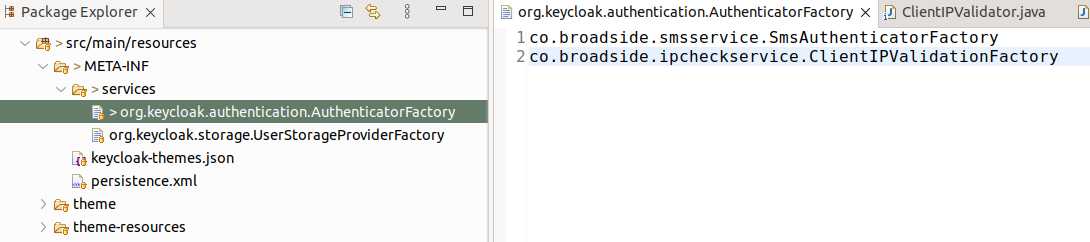 Package Explorer
> src/main/resources
META-INF
> services
> org.keycloak.authentication.AuthenticatorFactory
org.keycloak.storage.UserStorageProviderFactory
keycloak-themes.json
persistence.xml
theme
theme-resources
org.keycloak.authentication.AuthenticatorFactory
ClientIPValidator.java
1 co.broadside.smsservice.SmsAuthenticatorFactory
2 co.broadside.ipcheckservice.ClientIPValidationFactory